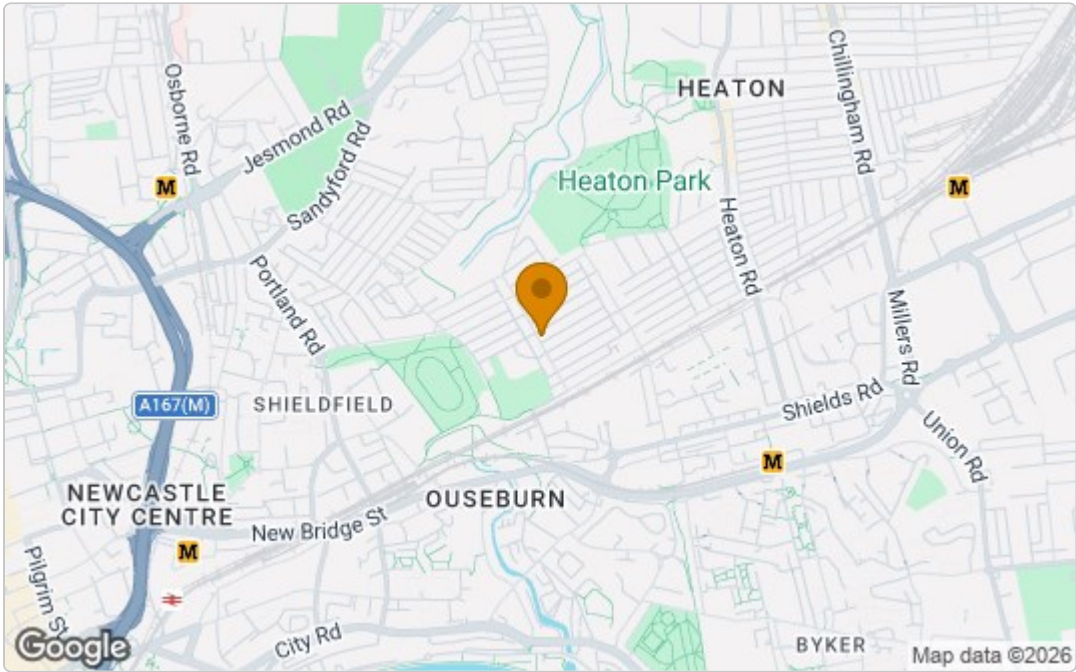 Osborne Rd
Jesmond Rd
Sandyford Rd
HEATON
Chillingham Rd
M
M
Heaton Park
Heaton Rd
Portland Rd
Millers Rd
A167(M)
SHIELDFIELD
Shields Rd
Union Rd
M
NEWCASTLE
CITY CENTRE
OUSEBURN
New Bridge St
M
Pilgrim St
City Rd
BYKER
Google
Map data ©2026